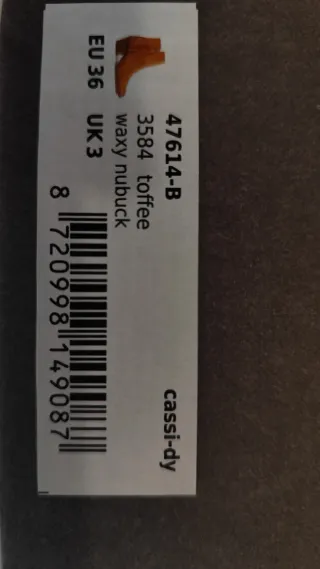 47614-B cassi-dy
3584 toffee
waxy nubuck
EU 36 UK 3
8 720998 149087